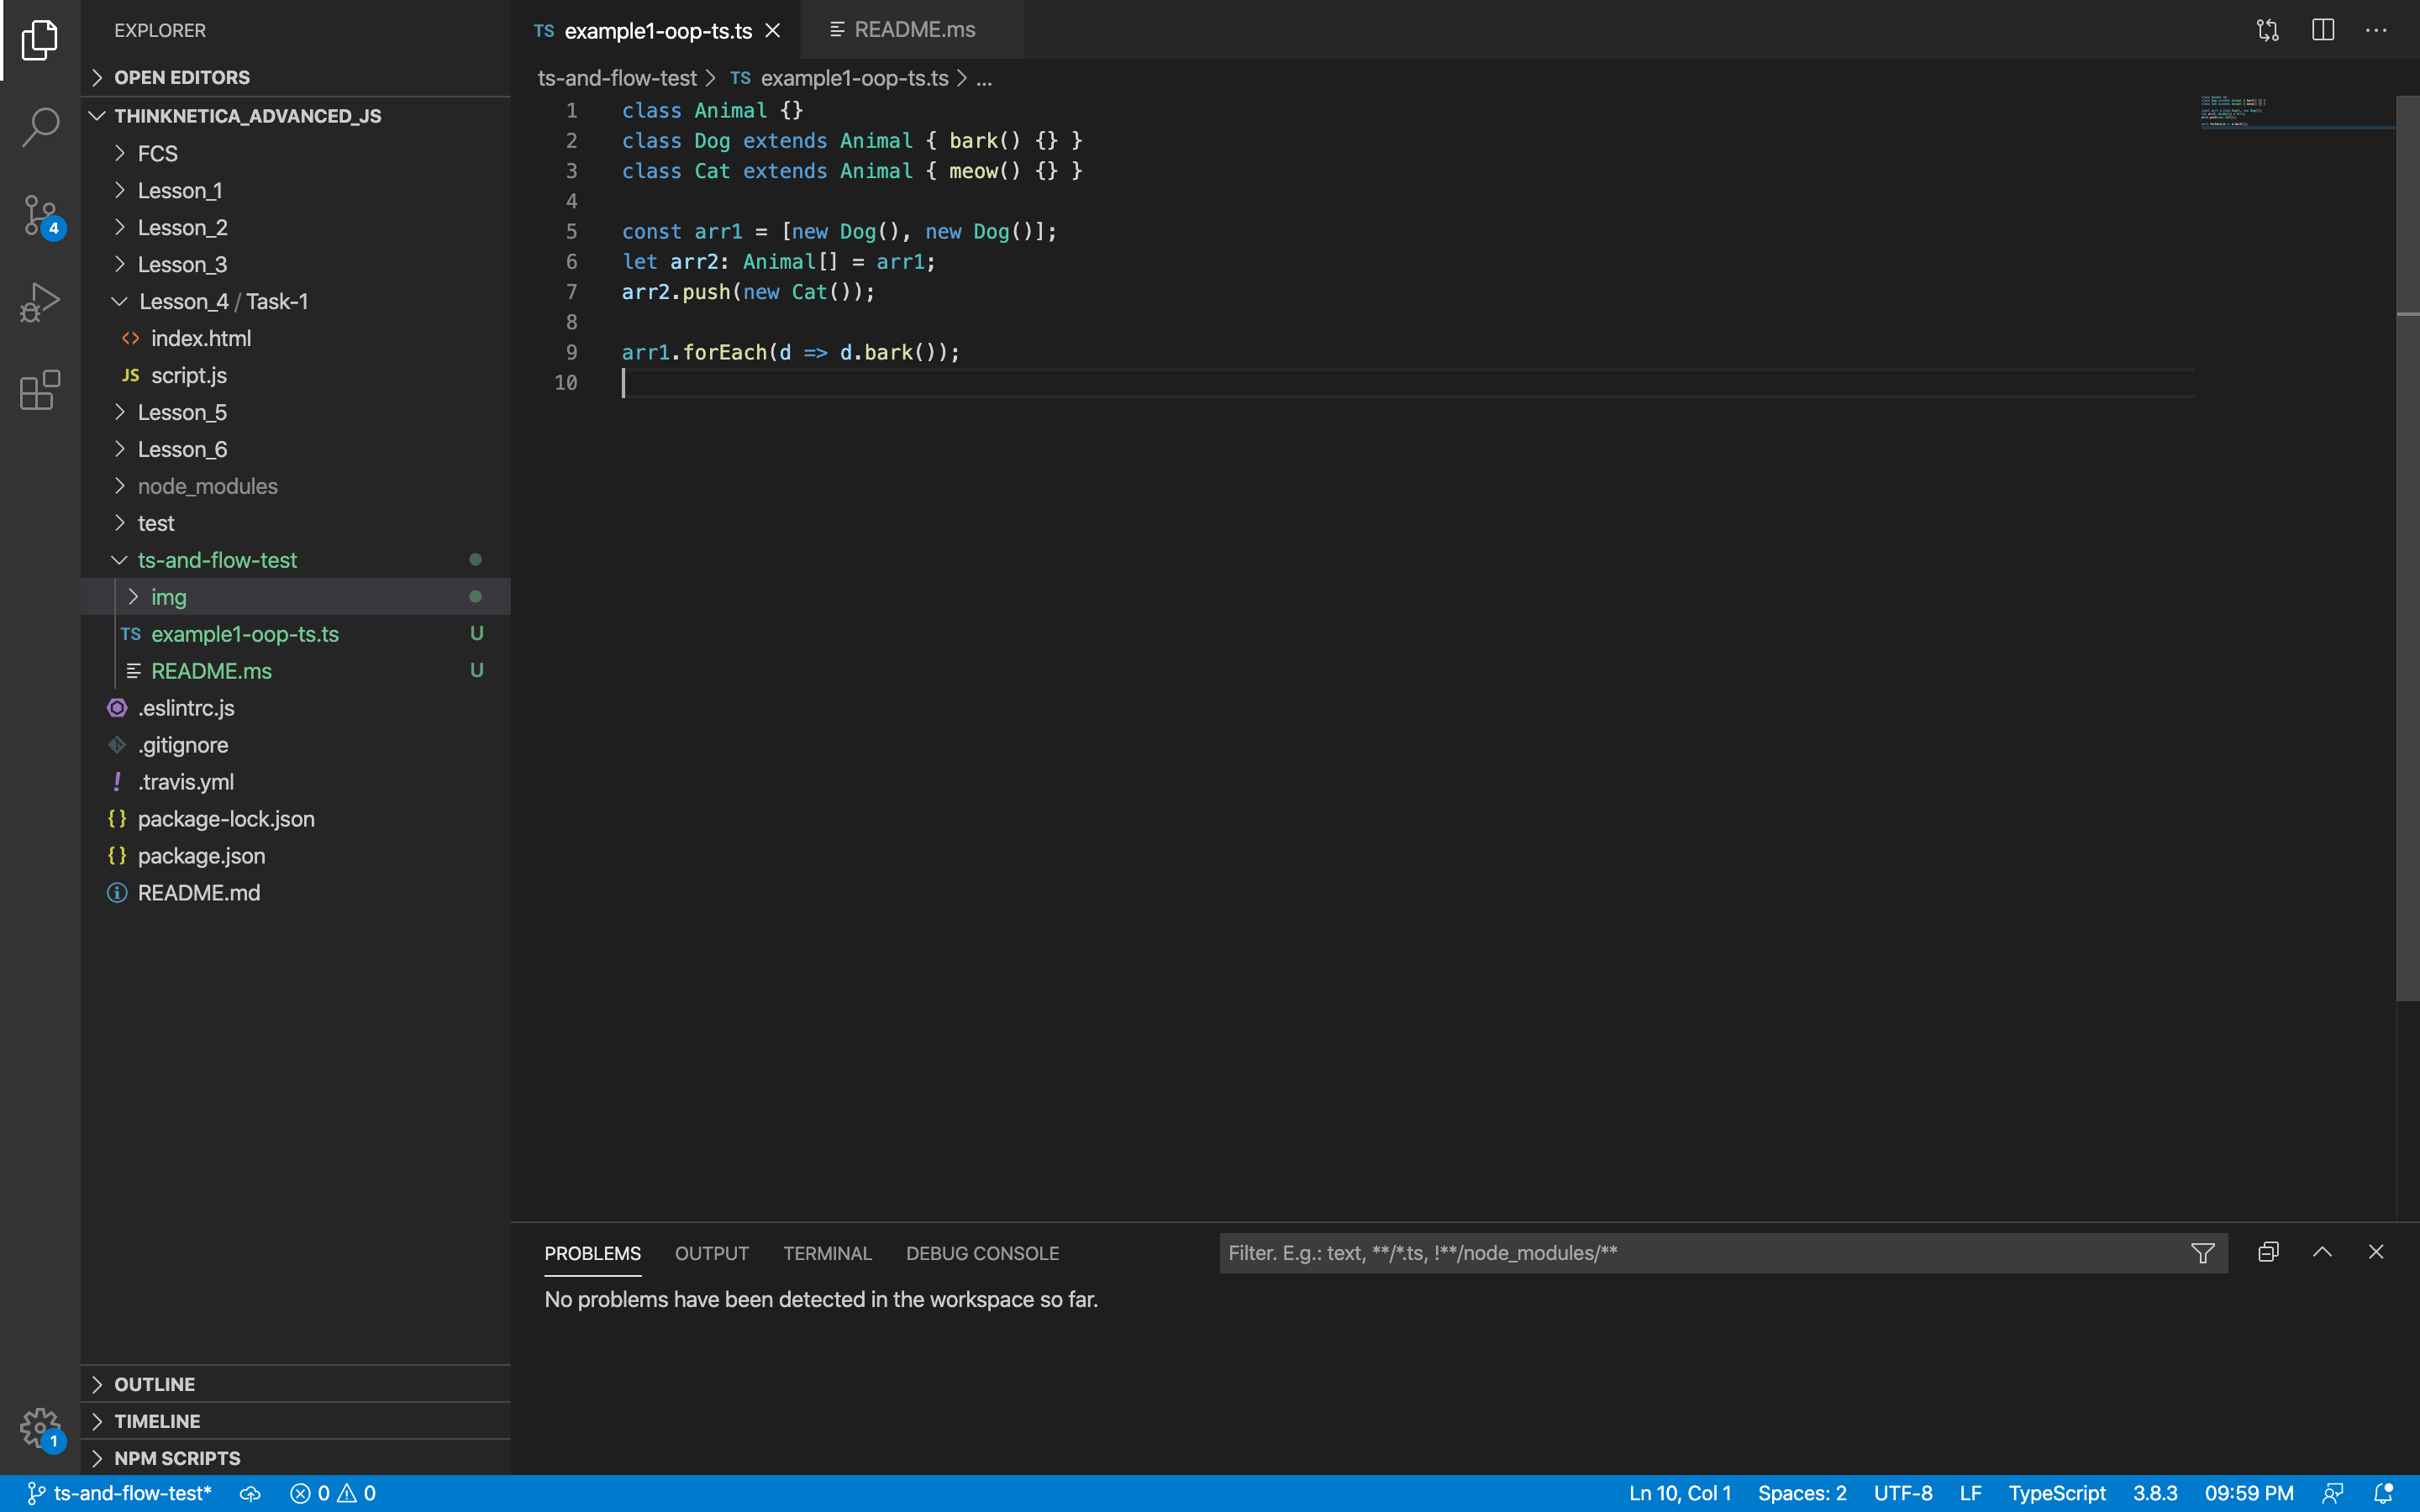 EXPLORER
OPEN EDITORS
THINKNETICA_ADVANCED_JS
FCS
Lesson_1
Lesson_2
Lesson_3
Lesson_4 / Task-1
<> index.html
JS script.js
Lesson_5
Lesson_6
node_modules
test
ts-and-flow-test
img
TS example1-oop-ts.ts U
README.ms U
.eslintrc.js
.gitignore
! .travis.yml
{} package-lock.json
{} package.json
README.md
OUTLINE
TIMELINE
NPM SCRIPTS
4
1
TS example1-oop-ts.ts
README.ms
ts-and-flow-test > TS example1-oop-ts.ts > ...
1 class Animal {}
2 class Dog extends Animal { bark() {} }
3 class Cat extends Animal { meow() {} }
4
5 const arr1 = [new Dog(), new Dog()];
6 let arr2: Animal[] = arr1;
7 arr2.push(new Cat());
8
9 arr1.forEach(d => d.bark());
10
PROBLEMS OUTPUT TERMINAL DEBUG CONSOLE
Filter. E.g.: text, **/*.ts, !**/node_modules/**
No problems have been detected in the workspace so far.
ts-and-flow-test* 0 0
Ln 10, Col 1 Spaces: 2 UTF-8 LF TypeScript 3.8.3 09:59 PM